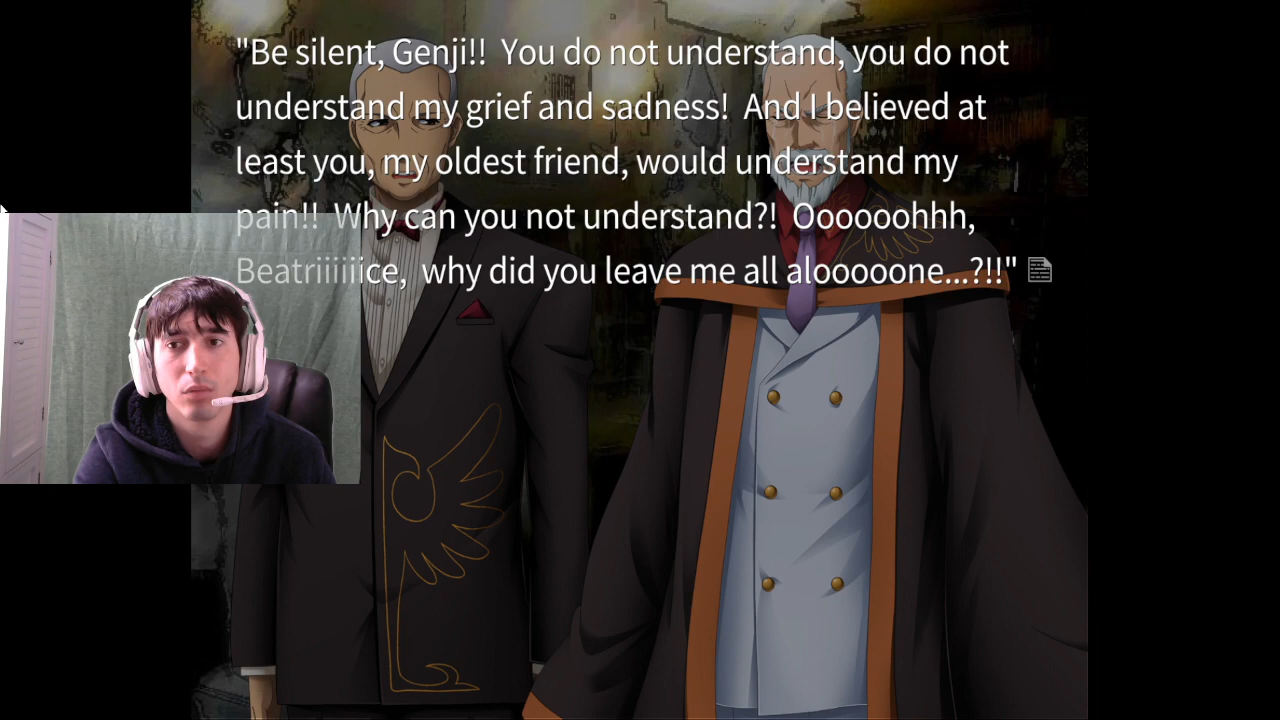 "Be silent, Genji!!  You do not understand, you do not
understand my grief and sadness!  And I believed at
least you, my oldest friend, would understand my
pain!!  Why can you not understand?!  Oooooohhh,
Beatriiiiiice,  why did you leave me all alooooone...?!!"